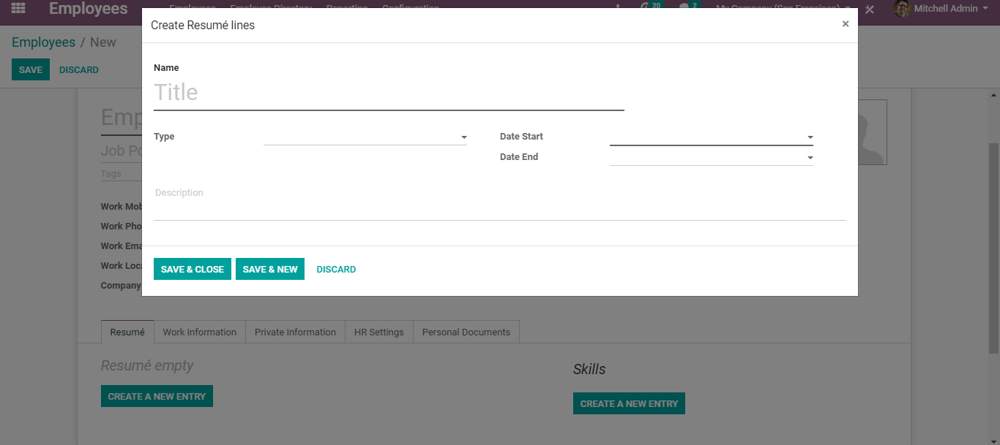 Employees
Employees Employee Directory Reporting Configuration 20 2 My Company (San Francisco) Mitchell Admin
Create Resumé lines ×
Employees / New
SAVE DISCARD
Name
Title
Type
Date Start
Date End
Description
Job Po
Tags
Work Mob
Work Pho
Work Ema
Work Loca
Company
SAVE & CLOSE SAVE & NEW DISCARD
Resumé Work Information Private Information HR Settings Personal Documents
Resumé empty
Skills
CREATE A NEW ENTRY
CREATE A NEW ENTRY